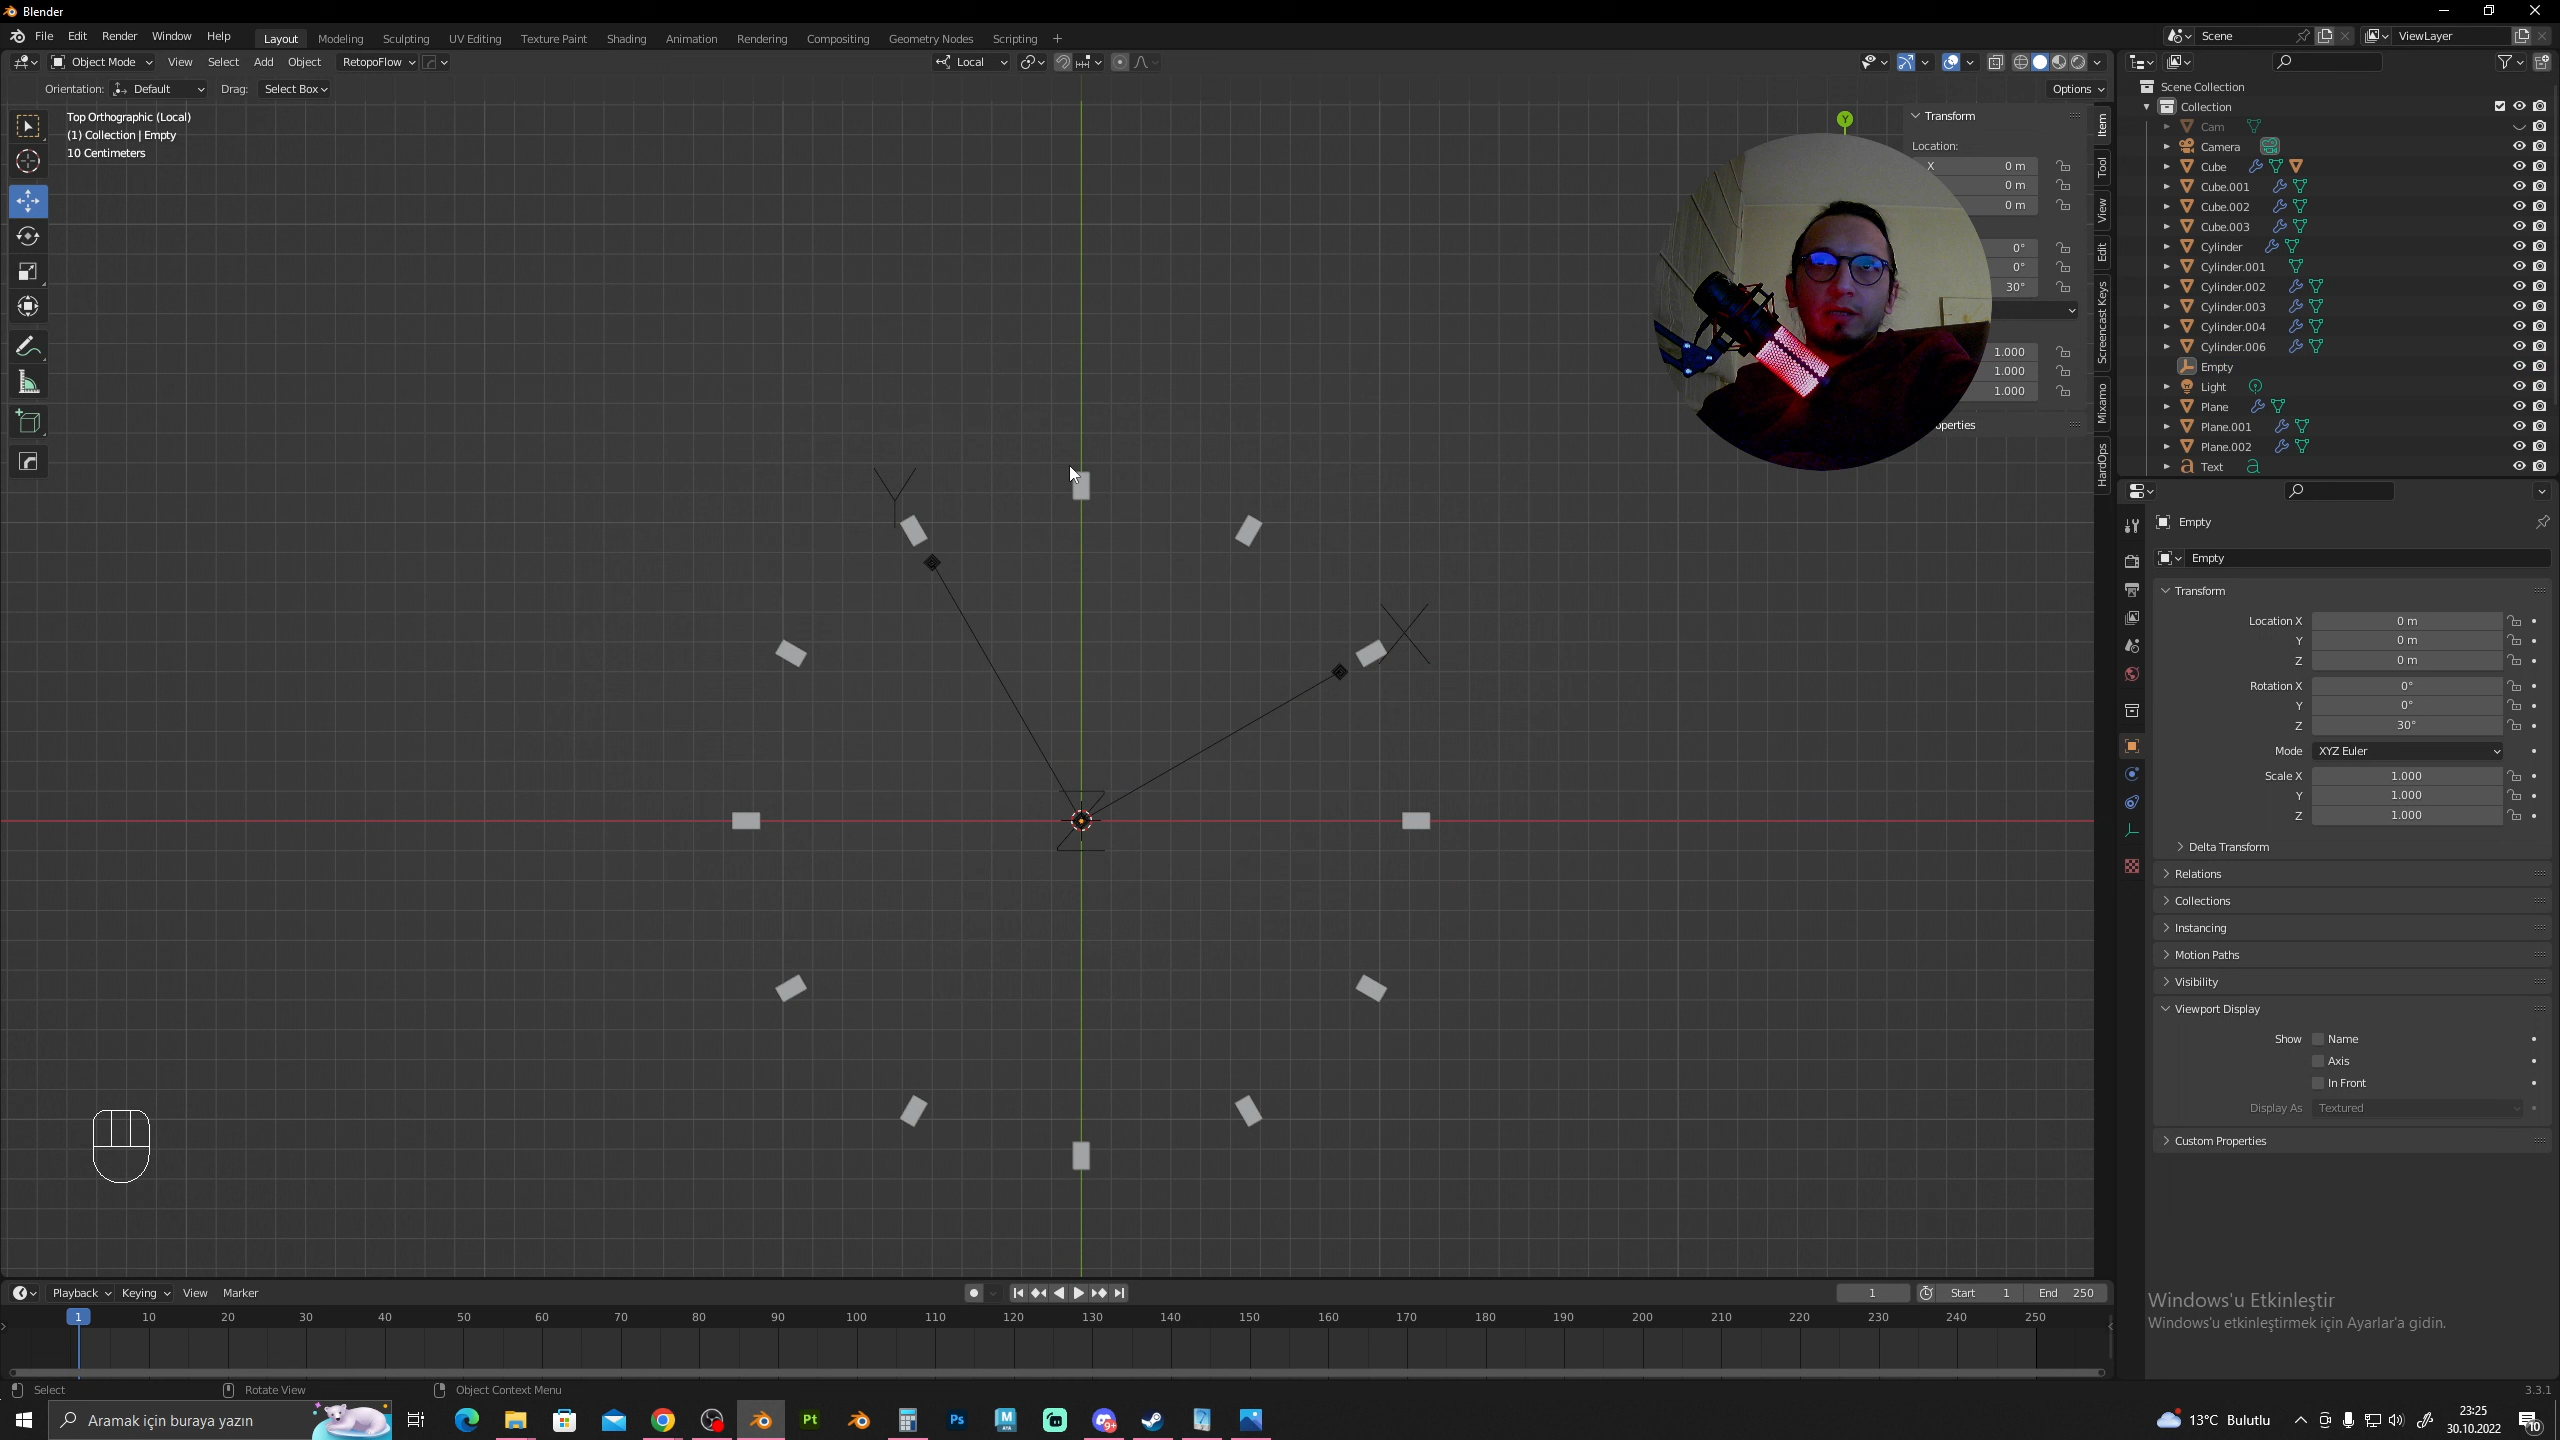 Blender
File Edit Render Window Help Layout Modeling Sculpting UV Editing Texture Paint Shading Animation Rendering Compositing Geometry Nodes Scripting Scene ViewLayer
Object Mode View Select Add Object RetopoFlow Local
Orientation: Default Drag: Select Box Options
Top Orthographic (Local)
(1) Collection | Empty
10 Centimeters
Y
Transform
Location:
X 0 m
0 m
0 m
0°
0°
30°
1.000
1.000
1.000
operties
Item
Tool
View
Edit
Screencast Keys
Mixamo
HardOps
Y
X
Z
Scene Collection
Collection
Cam
Camera
Cube
Cube.001
Cube.002
Cube.003
Cylinder
Cylinder.001
Cylinder.002
Cylinder.003
Cylinder.004
Cylinder.006
Empty
Light
Plane
Plane.001
Plane.002
Text
Empty
Empty
Transform
Location X 0 m
Y 0 m
Z 0 m
Rotation X 0°
Y 0°
Z 30°
Mode XYZ Euler
Scale X 1.000
Y 1.000
Z 1.000
Delta Transform
Relations
Collections
Instancing
Motion Paths
Visibility
Viewport Display
Show Name
Axis
In Front
Display As Textured
Custom Properties
Windows'u Etkinleştir
Windows'u etkinleştirmek için Ayarlar'a gidin.
Playback Keying View Marker 1 Start 1 End 250
1 10 20 30 40 50 60 70 80 90 100 110 120 130 140 150 160 170 180 190 200 210 220 230 240 250
Select Rotate View Object Context Menu 3.3.1
Aramak için buraya yazın Pt Ps M 9+ 13°C Bulutlu 23:25
30.10.2022 10